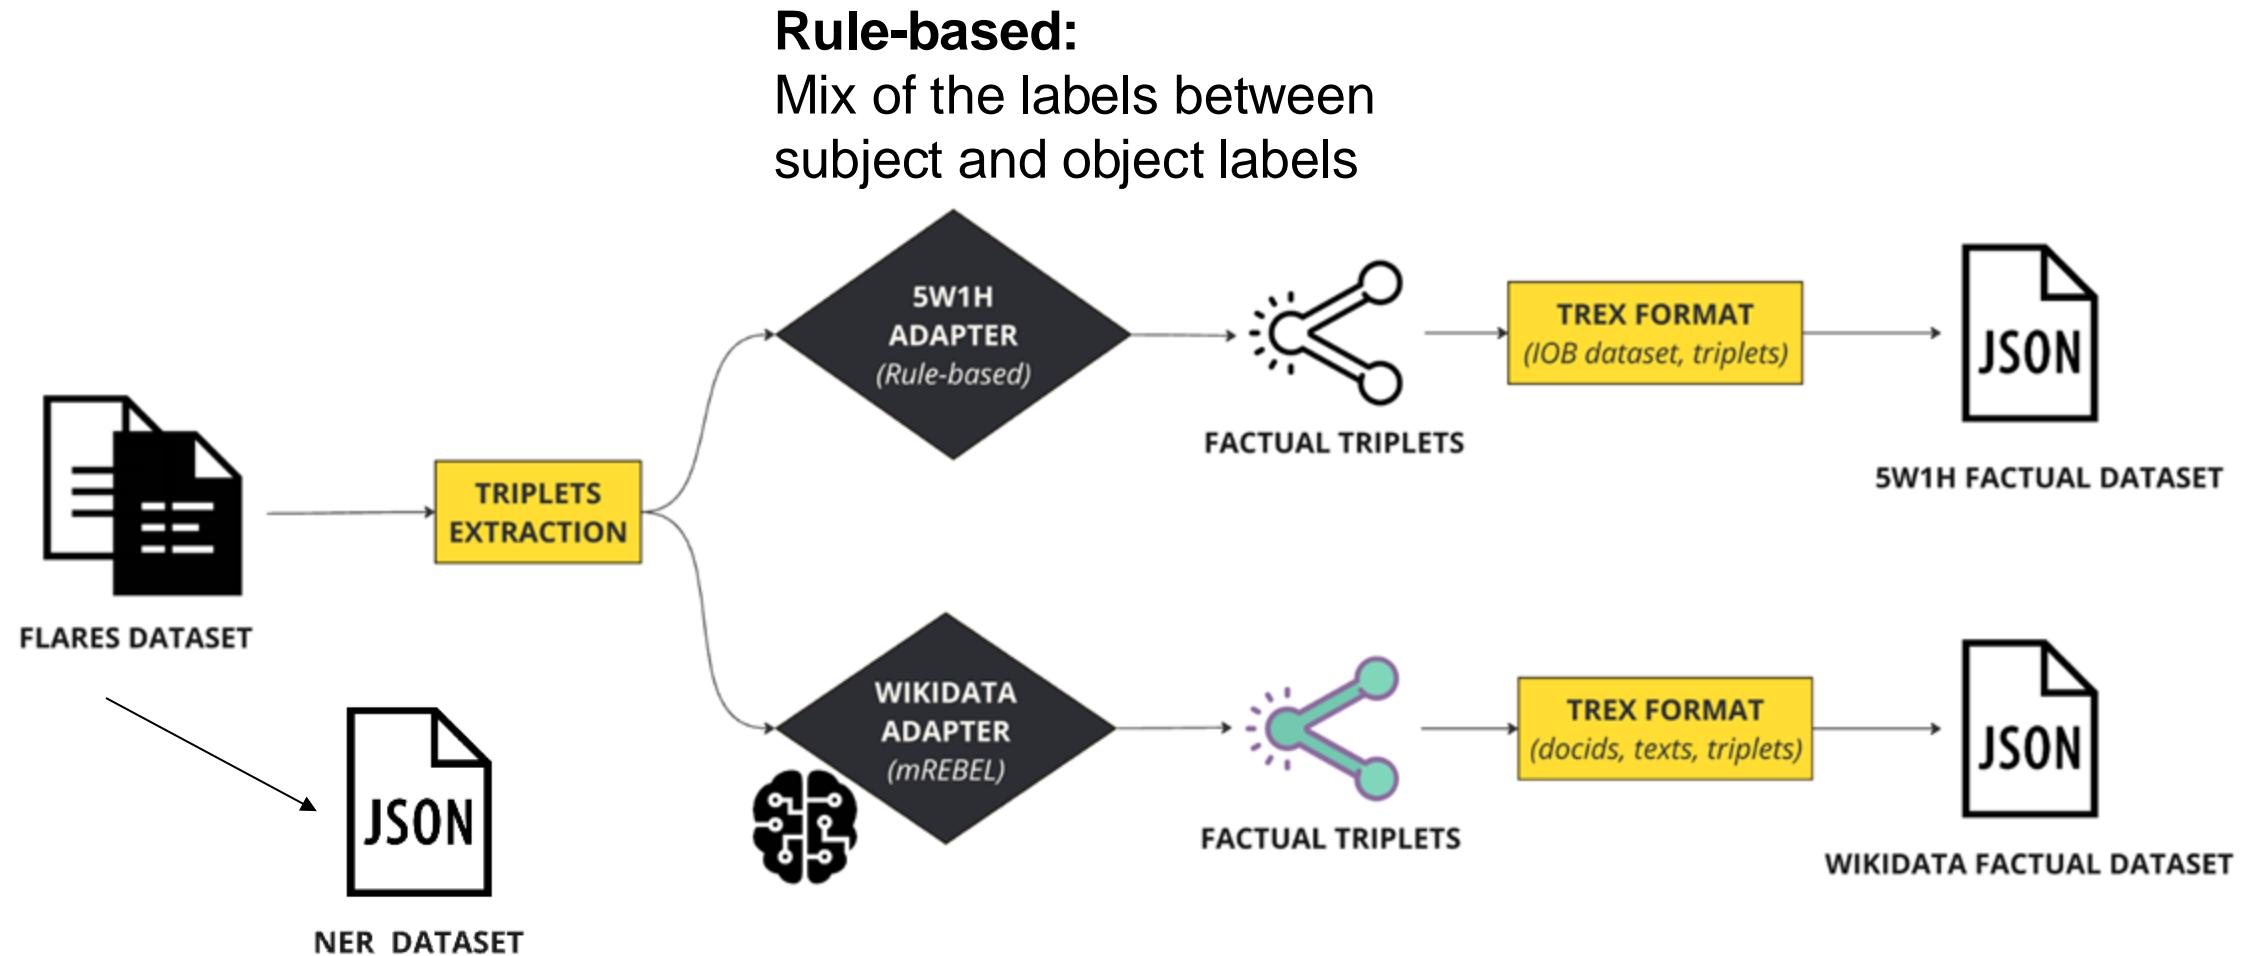 Rule-based:
Mix of the labels between
subject and object labels
FLARES DATASET
JSON
NER DATASET
TRIPLETS
EXTRACTION
5W1H
ADAPTER
(Rule-based)
FACTUAL TRIPLETS
TREX FORMAT
(IOB dataset, triplets)
JSON
5W1H FACTUAL DATASET
WIKIDATA
ADAPTER
(mREBEL)
FACTUAL TRIPLETS
TREX FORMAT
(docids, texts, triplets)
JSON
WIKIDATA FACTUAL DATASET